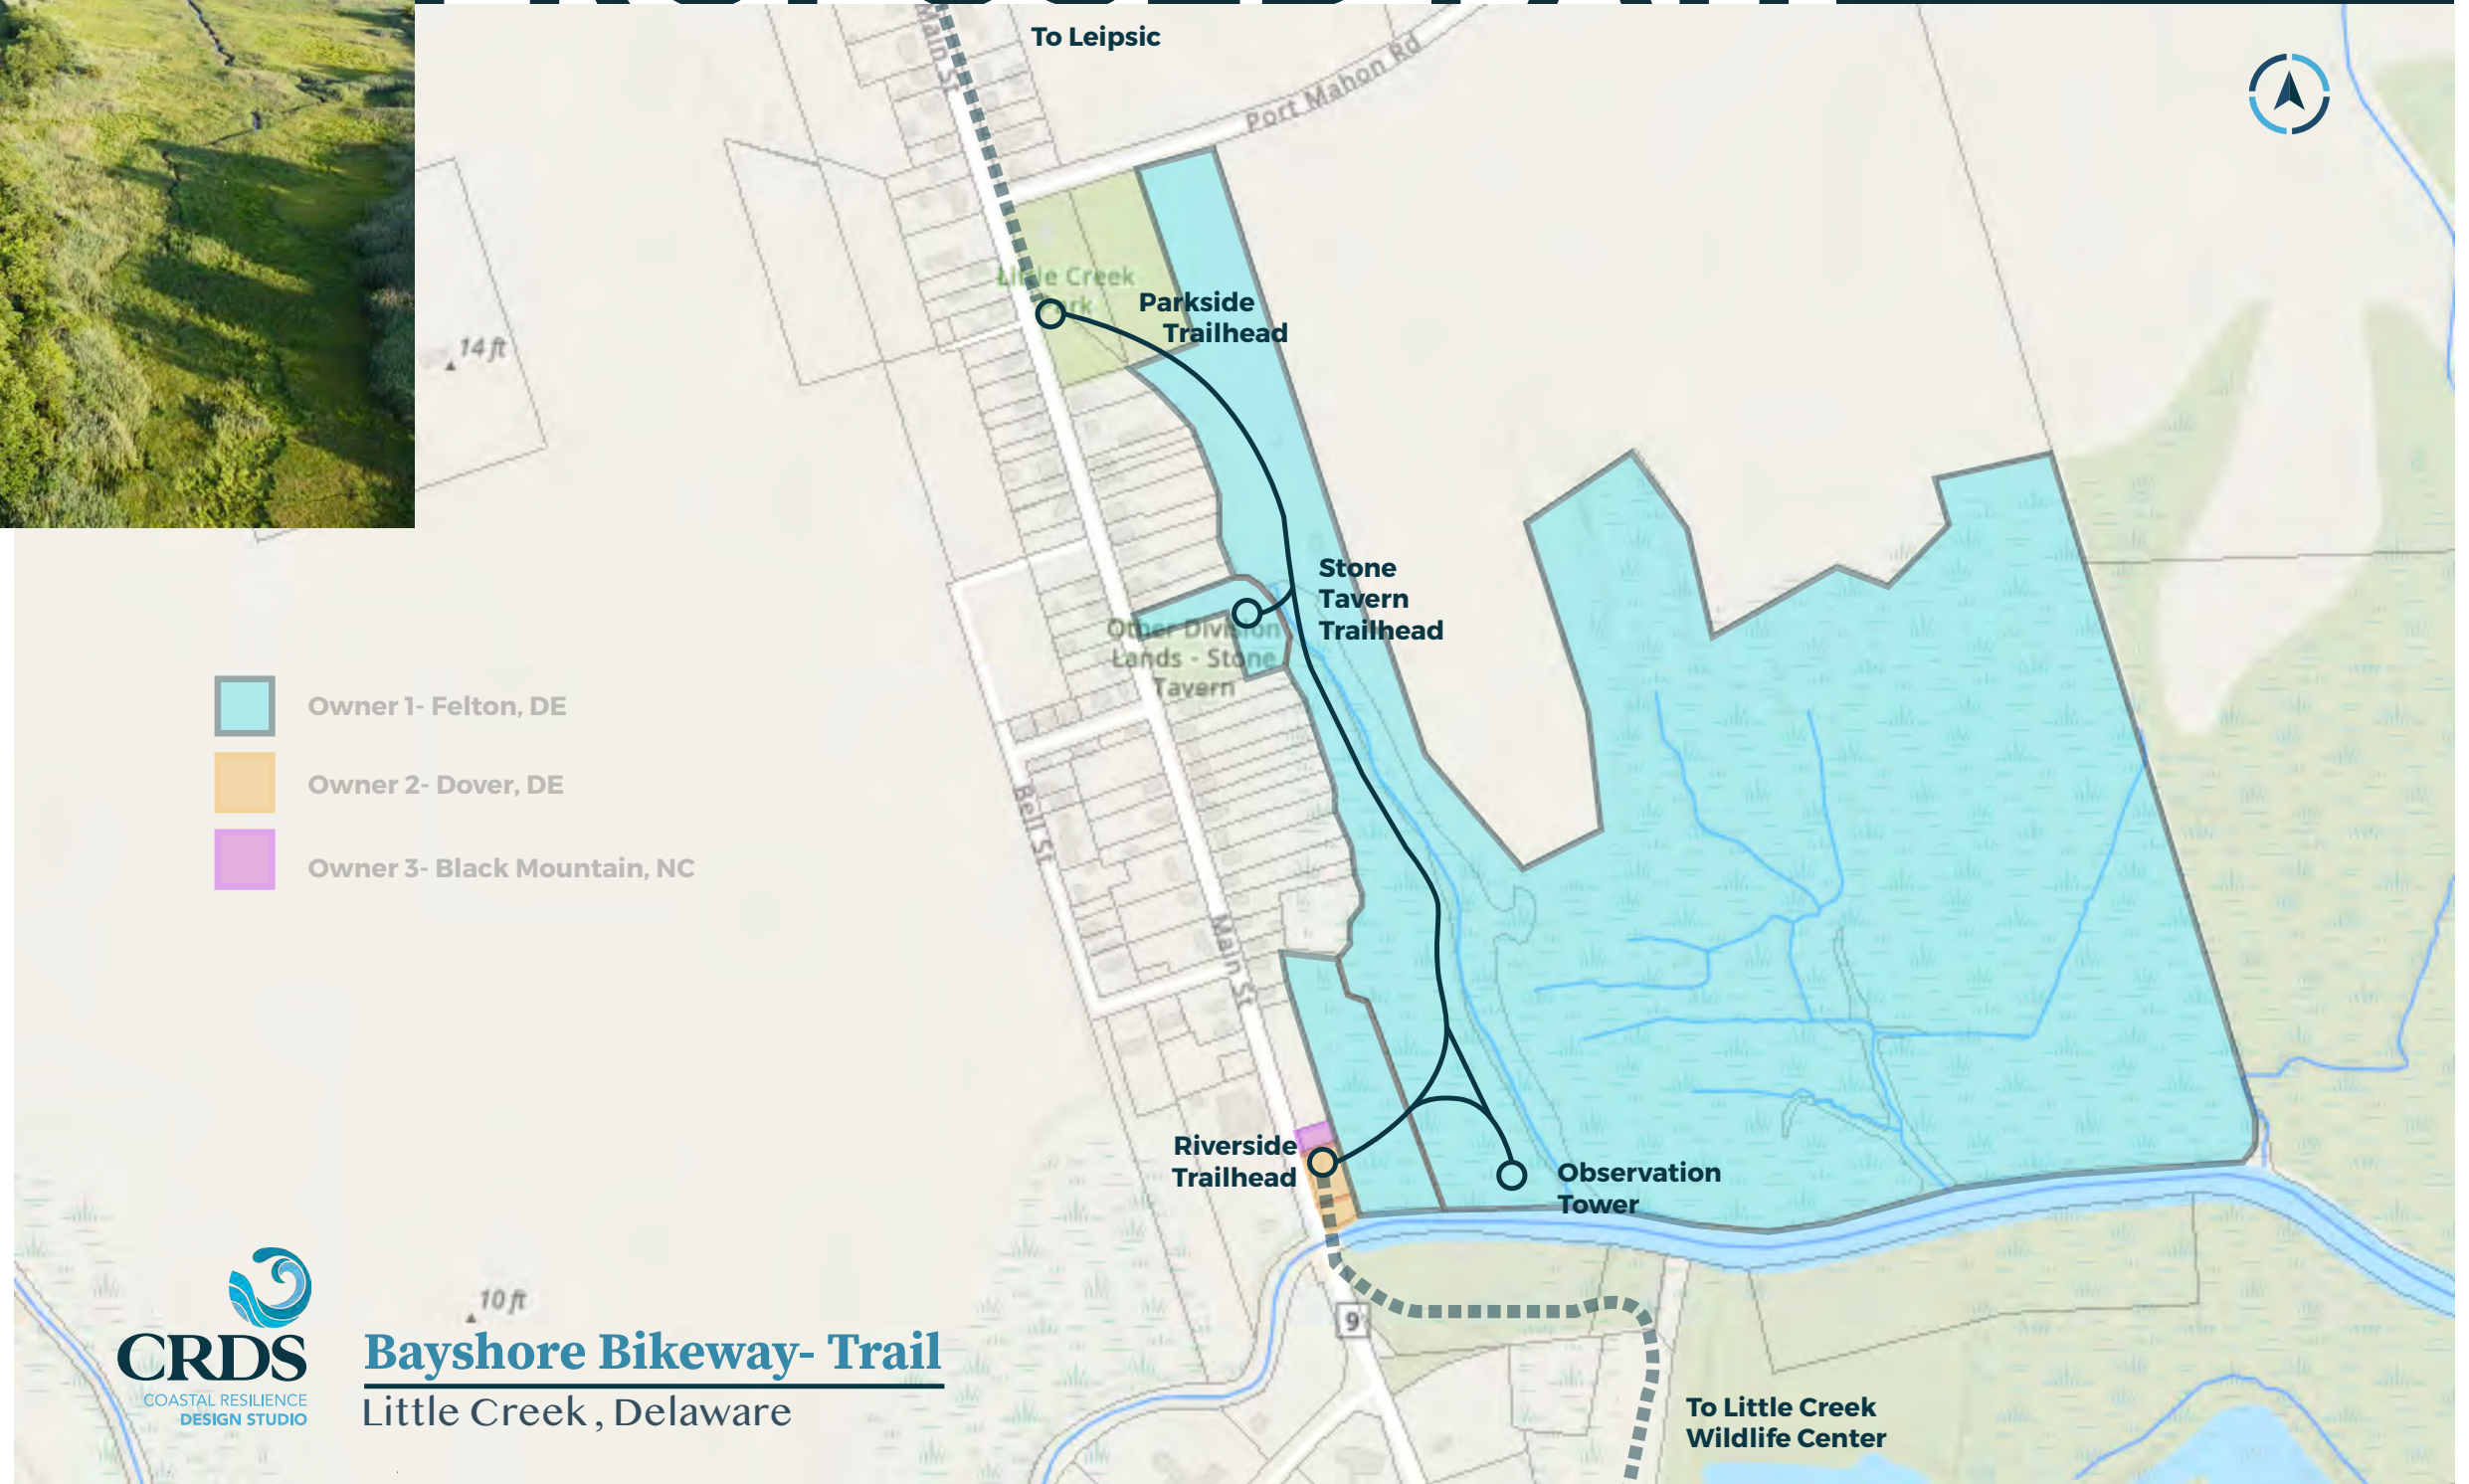 To Leipsic
Main St
Port Mahon Rd
Little Creek
Park
Parkside
Trailhead
14 ft
Stone
Tavern
Trailhead
Other Division
Lands - Stone
Tavern
Owner 1- Felton, DE
Owner 2- Dover, DE
Owner 3- Black Mountain, NC
Bell St
Main St
Riverside
Trailhead
Observation
Tower
10 ft
9
CRDS
COASTAL RESILIENCE
DESIGN STUDIO
Bayshore Bikeway- Trail
Little Creek , Delaware
To Little Creek
Wildlife Center